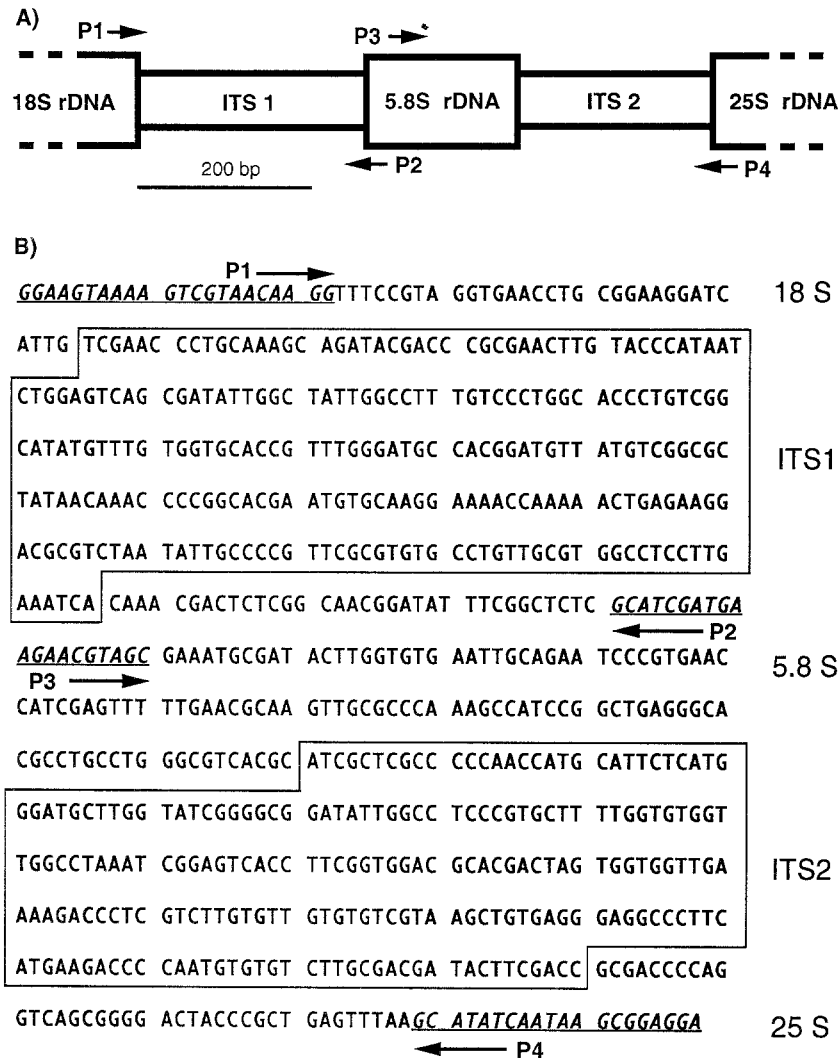 A)
P1 P3 *
18S rDNA ITS 1 5.8S rDNA ITS 2 25S rDNA
200 bp P2 P4
B)
P1
GGAAGTAAAA GTCGTAACAA GGTTTCCGTA GGTGAACCTG CGGAAGGATC 18 S
ATTG TCGAAC CCTGCAAAGC AGATACGACC CGCGAACTTG TACCCATAAT
CTGGAGTCAG CGATATTGGC TATTGGCCTT TGTCCCTGGC ACCCTGTCGG
CATATGTTTG TGGTGCACCG TTTGGGATGC CACGGATGTT ATGTCGGCGC ITS1
TATAACAAAC CCCGGCACGA ATGTGCAAGG AAAACCAAAA ACTGAGAAGG
ACGCGTCTAA TATTGCCCCG TTCGCGTGTG CCTGTTGCGT GGCCTCCTTG
AAATCA CAAA CGACTCTCGG CAACGGATAT TTCGGCTCTC GCATCGATGA
P2
AGAACGTAGC GAAATGCGAT ACTTGGTGTG AATTGCAGAA TCCCGTGAAC 5.8 S
P3
CATCGAGTTT TTGAACGCAA GTTGCGCCCA AAGCCATCCG GCTGAGGGCA
CGCCTGCCTG GGCGTCACGC ATCGCTCGCC CCCAACCATG CATTCTCATG
GGATGCTTGG TATCGGGGCG GATATTGGCC TCCCGTGCTT TTGGTGTGGT
TGGCCTAAAT CGGAGTCACC TTCGGTGGAC GCACGACTAG TGGTGGTTGA ITS2
AAAGACCCTC GTCTTGTGTT GTGTGTCGTA AGCTGTGAGG GAGGCCCTTC
ATGAAGACCC CAATGTGTGT CTTGCGACGA TACTTCGACC GCGACCCCAG
GTCAGCGGGG ACTACCCGCT GAGTTTAAGC ATATCAATAA GCGGAGGA 25 S
P4